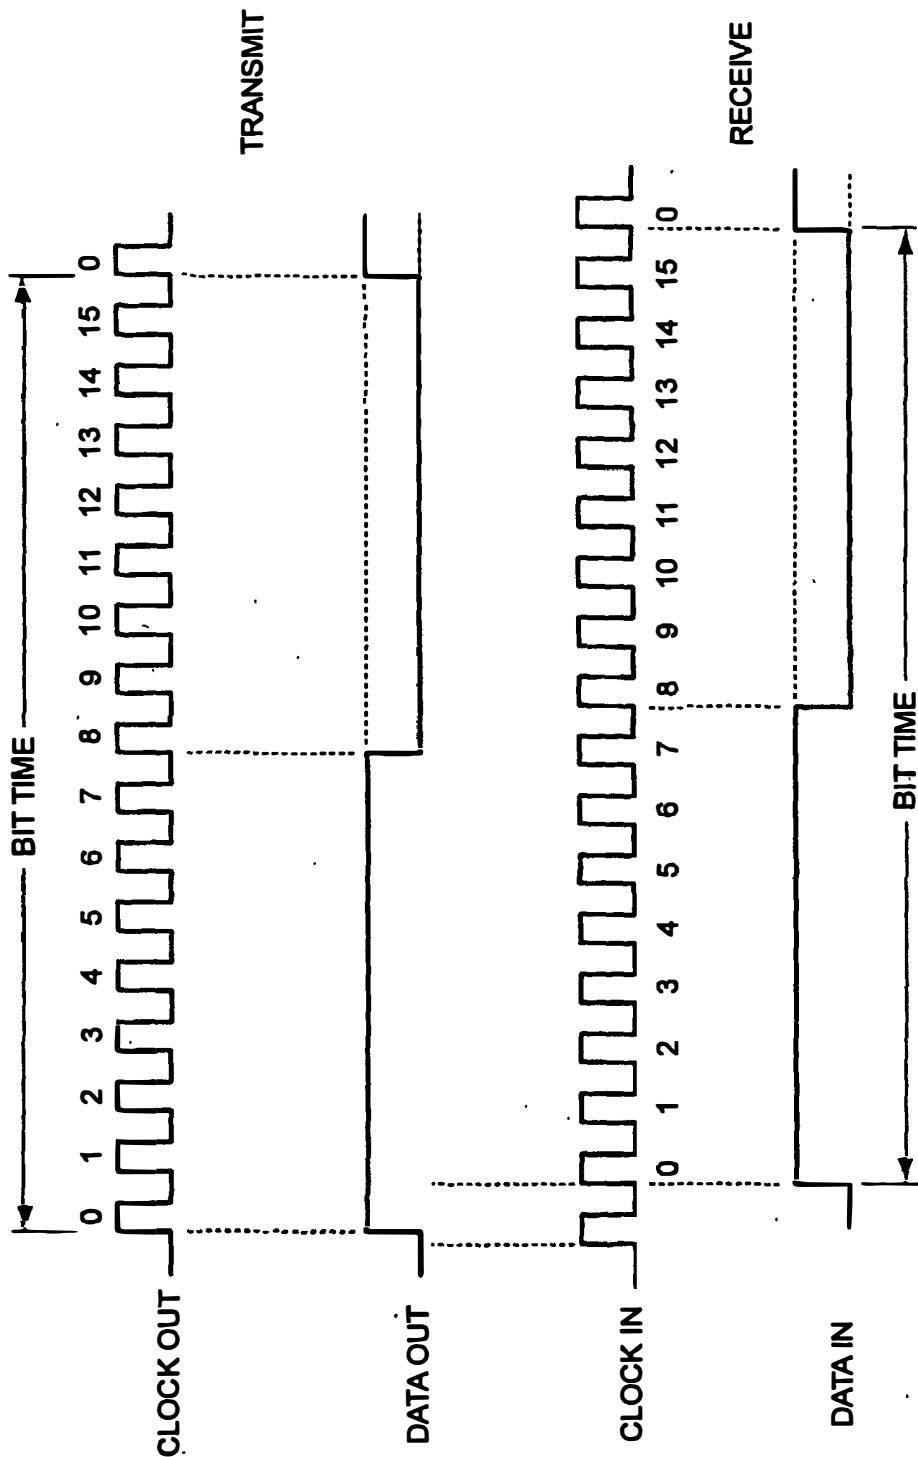 BIT TIME
0 1 2 3 4 5 6 7 8 9 10 11 12 13 14 15 0
CLOCK OUT
TRANSMIT
DATA OUT
CLOCK IN
0 1 2 3 4 5 6 7 8 9 10 11 12 13 14 15 0
RECEIVE
DATA IN
BIT TIME